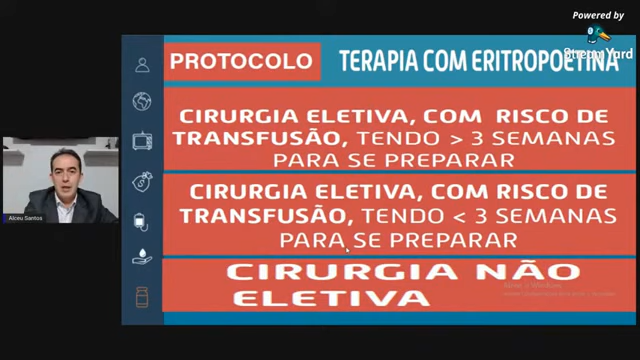 Powered by
StreamYard
PROTOCOLO
TERAPIA COM ERITROPOETINA
CIRURGIA ELETIVA, COM RISCO DE
TRANSFUSÃO, TENDO > 3 SEMANAS
PARA SE PREPARAR
CIRURGIA ELETIVA, COM RISCO DE
TRANSFUSÃO, TENDO < 3 SEMANAS
PARA SE PREPARAR
CIRURGIA NÃO
ELETIVA
Alceu Santos